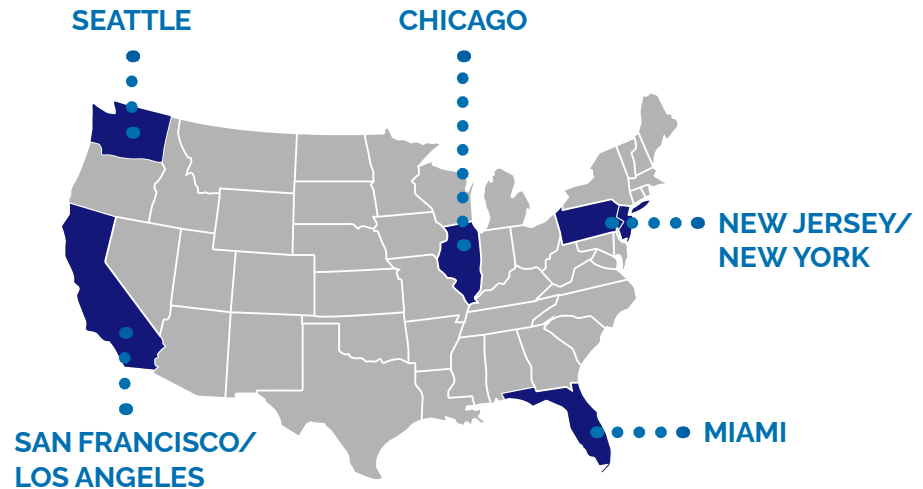 SEATTLE
CHICAGO
NEW JERSEY/
NEW YORK
MIAMI
SAN FRANCISCO/
LOS ANGELES